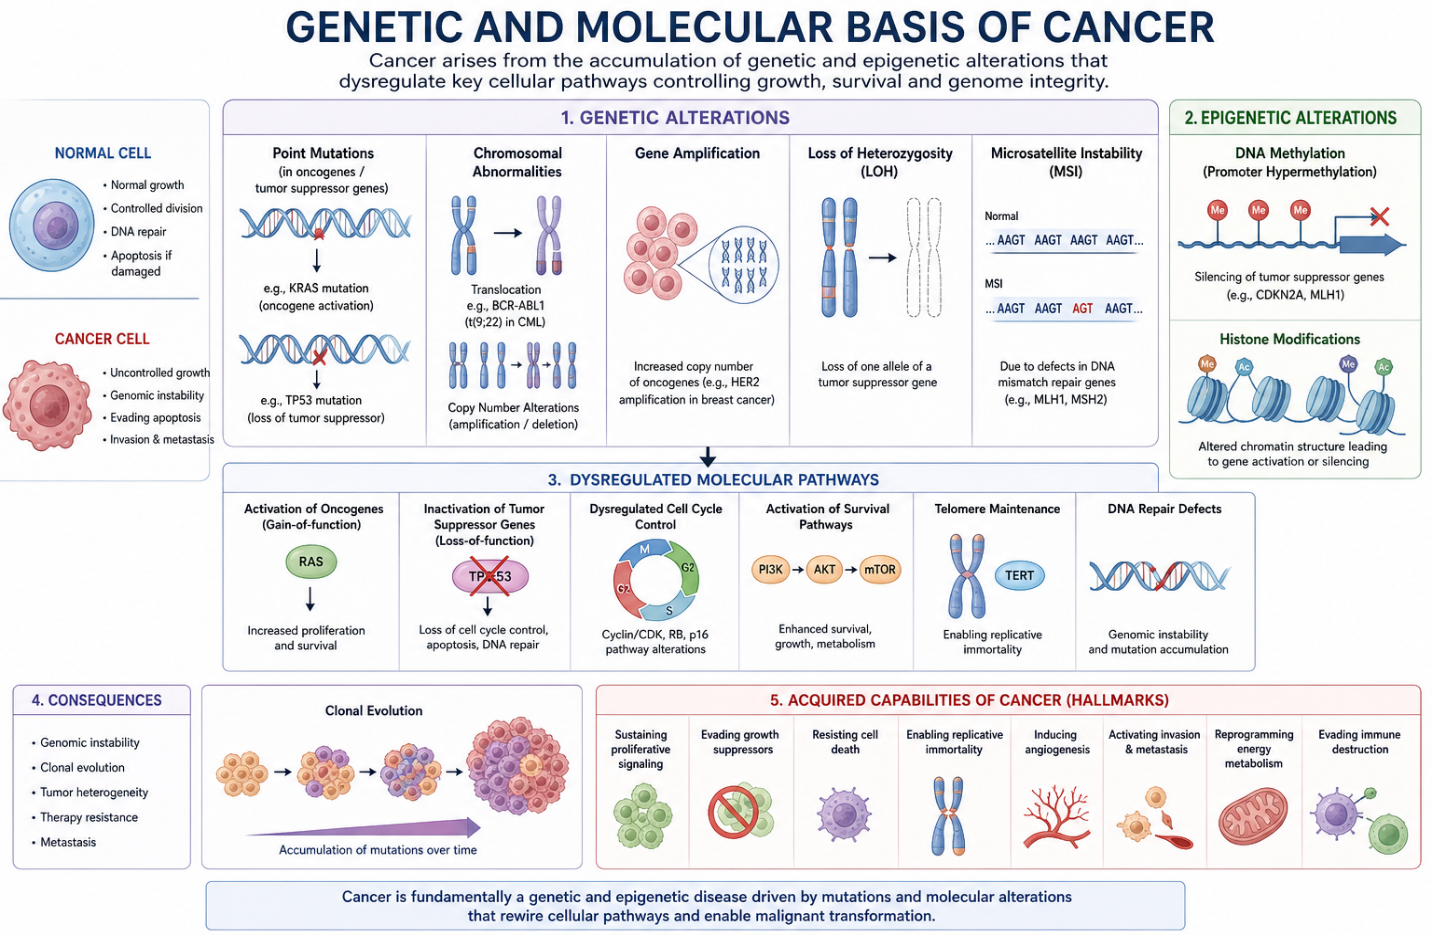 GENETIC AND MOLECULAR BASIS OF CANCER
Cancer arises from the accumulation of genetic and epigenetic alterations that
dysregulate key cellular pathways controlling growth, survival and genome integrity.
NORMAL CELL
• Normal growth
• Controlled division
• DNA repair
• Apoptosis if
damaged
CANCER CELL
• Uncontrolled growth
• Genomic instability
• Evading apoptosis
• Invasion & metastasis
1. GENETIC ALTERATIONS
Point Mutations
(in oncogenes /
tumor suppressor genes)
e.g., KRAS mutation
(oncogene activation)
e.g., TP53 mutation
(loss of tumor suppressor)
Chromosomal
Abnormalities
Translocation
e.g., BCR-ABL1
(t(9;22) in CML)
Copy Number Alterations
(amplification / deletion)
Gene Amplification
Increased copy number
of oncogenes (e.g., HER2
amplification in breast cancer)
Loss of Heterozygosity
(LOH)
Loss of one allele of a
tumor suppressor gene
Microsatellite Instability
(MSI)
Normal
... AAGT AAGT AAGT AAGT...
MSI
... AAGT AAGT AGT AAGT...
Due to defects in DNA
mismatch repair genes
(e.g., MLH1, MSH2)
2. EPIGENETIC ALTERATIONS
DNA Methylation
(Promoter Hypermethylation)
Me Me Me
Silencing of tumor suppressor genes
(e.g., CDKN2A, MLH1)
Histone Modifications
Me Ac Me Ac
Altered chromatin structure leading
to gene activation or silencing
3. DYSREGULATED MOLECULAR PATHWAYS
Activation of Oncogenes
(Gain-of-function)
RAS
Increased proliferation
and survival
Inactivation of Tumor
Suppressor Genes
(Loss-of-function)
Loss of cell cycle control,
apoptosis, DNA repair
Dysregulated Cell Cycle
Control
M
G2
S
G2
Cyclin/CDK, RB, p16
pathway alterations
Activation of Survival
Pathways
PI3K AKT mTOR
Enhanced survival,
growth, metabolism
Telomere Maintenance
TERT
Enabling replicative
immortality
DNA Repair Defects
Genomic instability
and mutation accumulation
4. CONSEQUENCES
• Genomic instability
• Clonal evolution
• Tumor heterogeneity
• Therapy resistance
• Metastasis
Clonal Evolution
Accumulation of mutations over time
5. ACQUIRED CAPABILITIES OF CANCER (HALLMARKS)
Sustaining
proliferative
signaling
Evading growth
suppressors
Resisting cell
death
Enabling replicative
immortality
Inducing
angiogenesis
Activating invasion
& metastasis
Reprogramming
energy
metabolism
Evading immune
destruction
Cancer is fundamentally a genetic and epigenetic disease driven by mutations and molecular alterations
that rewire cellular pathways and enable malignant transformation.